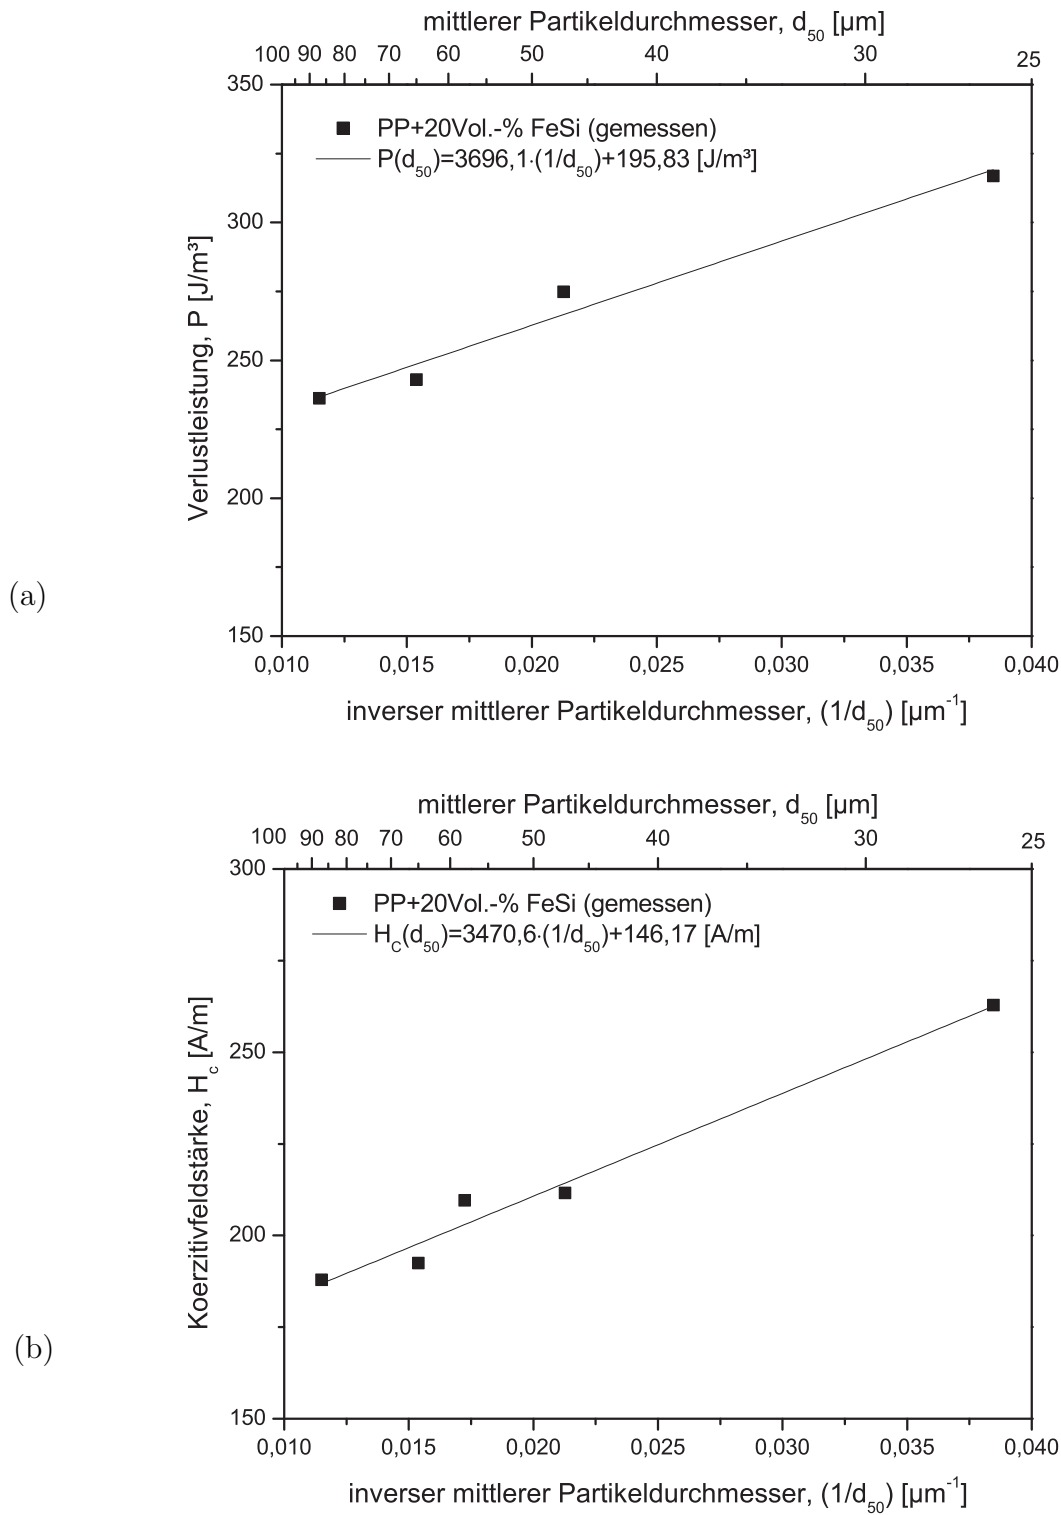 mittlerer Partikeldurchmesser, d50 [µm]
100 90 80 70 60 50 40 30 25
350
PP+20Vol.-% FeSi (gemessen)
P(d50)=3696,1·(1/d50)+195,83 [J/m³]
300
250
200
150
Verlustleistung, P [J/m³]
(a)
0,010 0,015 0,020 0,025 0,030 0,035 0,040
inverser mittlerer Partikeldurchmesser, (1/d50) [µm-1]
mittlerer Partikeldurchmesser, d50 [µm]
100 90 80 70 60 50 40 30 25
300
PP+20Vol.-% FeSi (gemessen)
HC(d50)=3470,6·(1/d50)+146,17 [A/m]
250
200
150
Koerzitivfeldstärke, Hc [A/m]
(b)
0,010 0,015 0,020 0,025 0,030 0,035 0,040
inverser mittlerer Partikeldurchmesser, (1/d50) [µm-1]